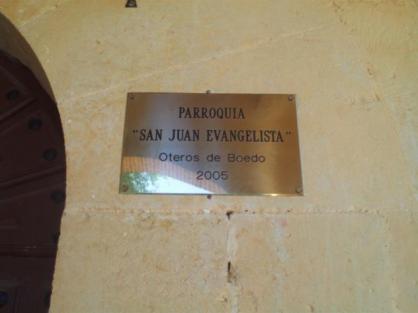 PARROQUIA
"SAN JUAN EVANGELISTA"
Oteros de Boedo
2005